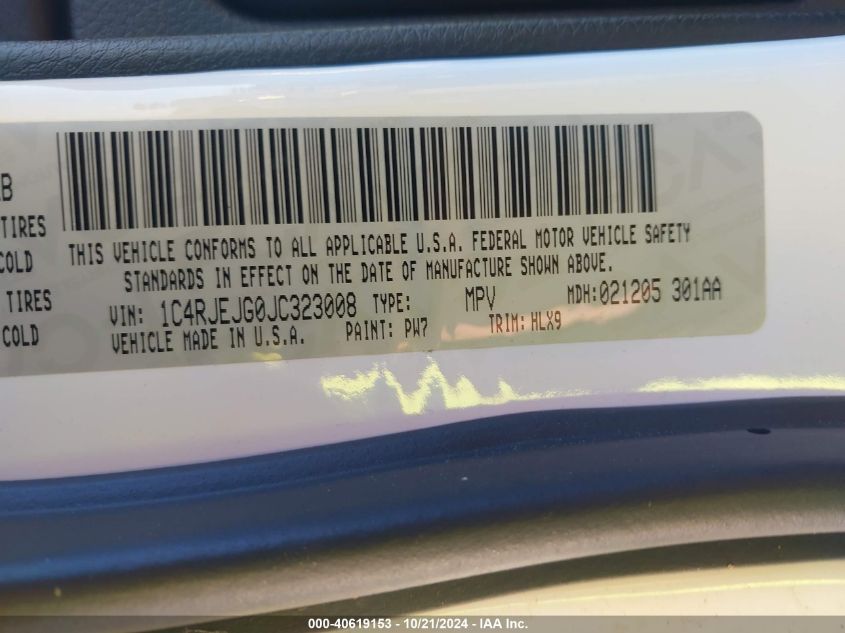 B
TIRES
COLD
TIRES
COLD
THIS VEHICLE CONFORMS TO ALL APPLICABLE U.S.A. FEDERAL MOTOR VEHICLE SAFETY
STANDARDS IN EFFECT ON THE DATE OF MANUFACTURE SHOWN ABOVE.
VIN: 1C4RJEJG0JC323008 TYPE: MPV MDH:021205 301AA
VEHICLE MADE IN U.S.A. PAINT: PW7 TRIM: HLX9
000-40619153 - 10/21/2024 - IAA Inc.